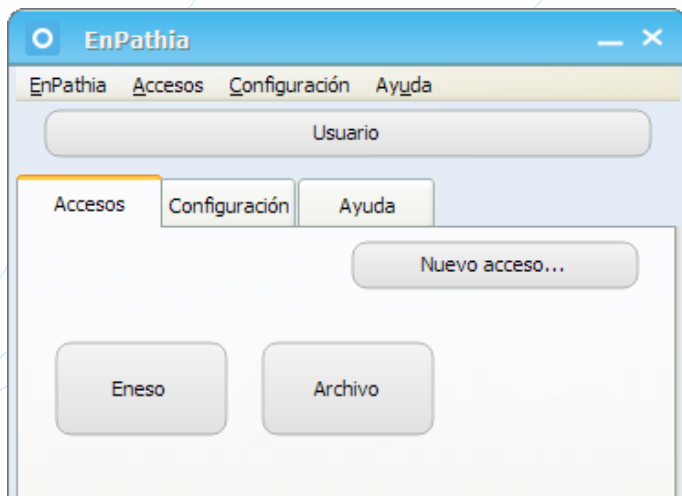 EnPathia
EnPathia Accesos Configuración Ayuda
Usuario
Accesos Configuración Ayuda
Nuevo acceso...
Eneso Archivo